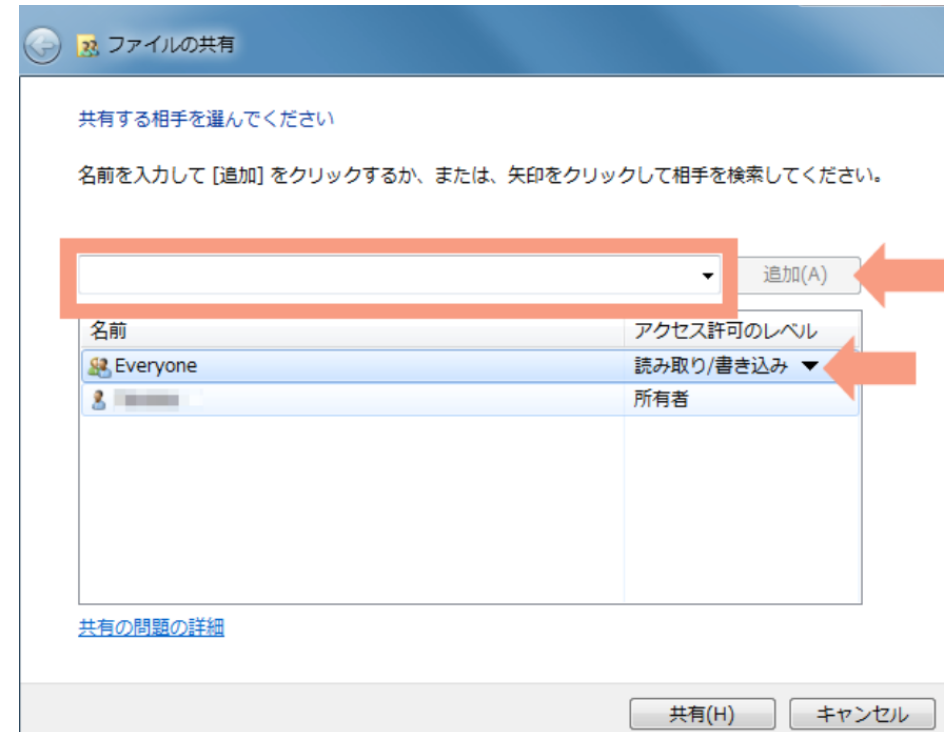 ファイルの共有
共有する相手を選んでください
名前を入力して [追加] をクリックするか、または、矢印をクリックして相手を検索してください。
追加(A)
名前 アクセス許可のレベル
Everyone 読み取り/書き込み
所有者
共有の問題の詳細
共有(H) キャンセル